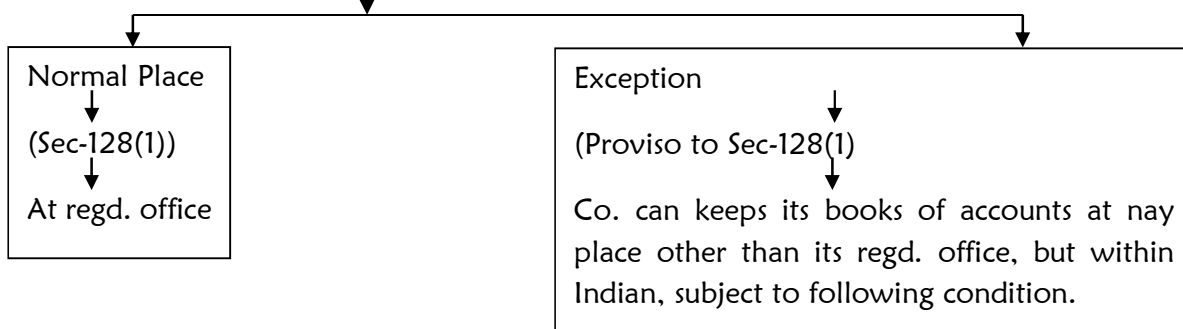 Normal Place
(Sec-128(1))
At regd. office
Exception
(Proviso to Sec-128(1)
Co. can keeps its books of accounts at nay
place other than its regd. office, but within
Indian, subject to following condition.